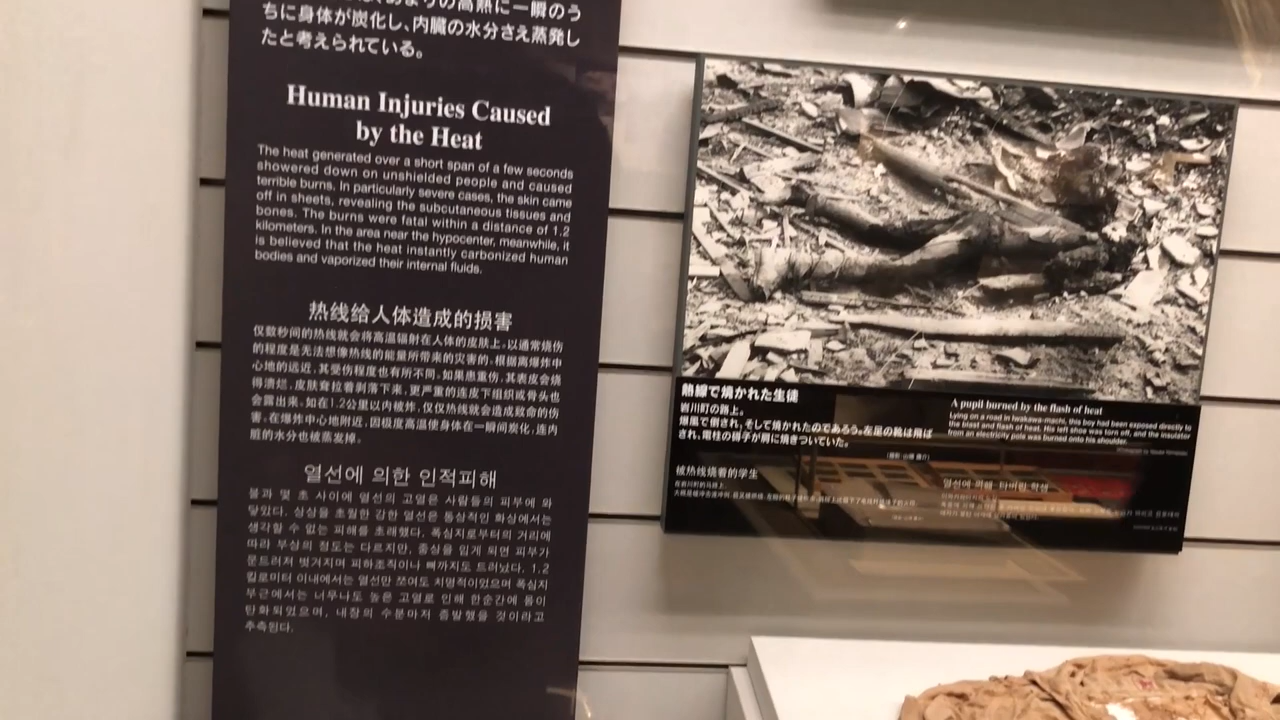 高熱に一瞬のう
ちに身体が炭化し、内臓の水分さえ蒸発し
たと考えられている。
Human Injuries Caused
by the Heat
The heat generated over a short span of a few seconds
showered down on unshielded people and caused
terrible burns. In particularly severe cases, the skin came
off in sheets, revealing the subcutaneous tissues and
bones. The burns were fatal within a distance of 1.2
kilometers. In the area near the hypocenter, meanwhile, it
is believed that the heat instantly carbonized human
bodies and vaporized their internal fluids.
热线给人体造成的损害
仅数秒间的热线就会将高温辐射在人体的皮肤上。以通常烧伤
的程度是无法想像热线的能量所带来的灾害的。根据离爆炸中
心地的远近，其受伤程度也有所不同。如果患重伤，其表皮会烧
得溃烂，皮肤耷拉着剥落下来，更严重的连皮下组织或骨头也
会露出来。如在1.2公里以内被炸，仅仅热线就会造成致命的伤
害。在爆炸中心地附近，因极度高温使身体在一瞬间炭化，连内
脏的水分也被蒸发掉。
열선에 의한 인적피해
불과 몇 초 사이에 열선의 고열은 사람들의 피부에 와
닿았다. 상상을 초월한 강한 열선은 통상적인 화상에서는
생각할 수 없는 피해를 초래했다. 폭심지로부터의 거리에
따라 부상의 정도는 다르지만, 중상을 입게 되면 피부가
문드러져 벗겨지며 피하조직이나 뼈까지도 드러났다. 1.2
킬로미터 이내에서는 열선만 쪼여도 치명적이었으며 폭심지
부근에서는 너무나도 높은 고열로 인해 한순간에 몸이
탄화되었으며, 내장의 수분마저 증발했을 것이라고
추측된다.
熱線で焼かれた生徒
岩川町の路上。
爆風で倒され、そして焼かれたのであろう。左足の靴は飛ば
され、電柱の碍子が肩に焼きついていた。
A pupil burned by the flash of heat
Lying on a road in Iwakawa-machi, this boy had been exposed directly to
the blast and flash of heat. His left shoe was torn off, and the insulator
from an electricity pole was burned onto his shoulder.
被热线烧着的学生